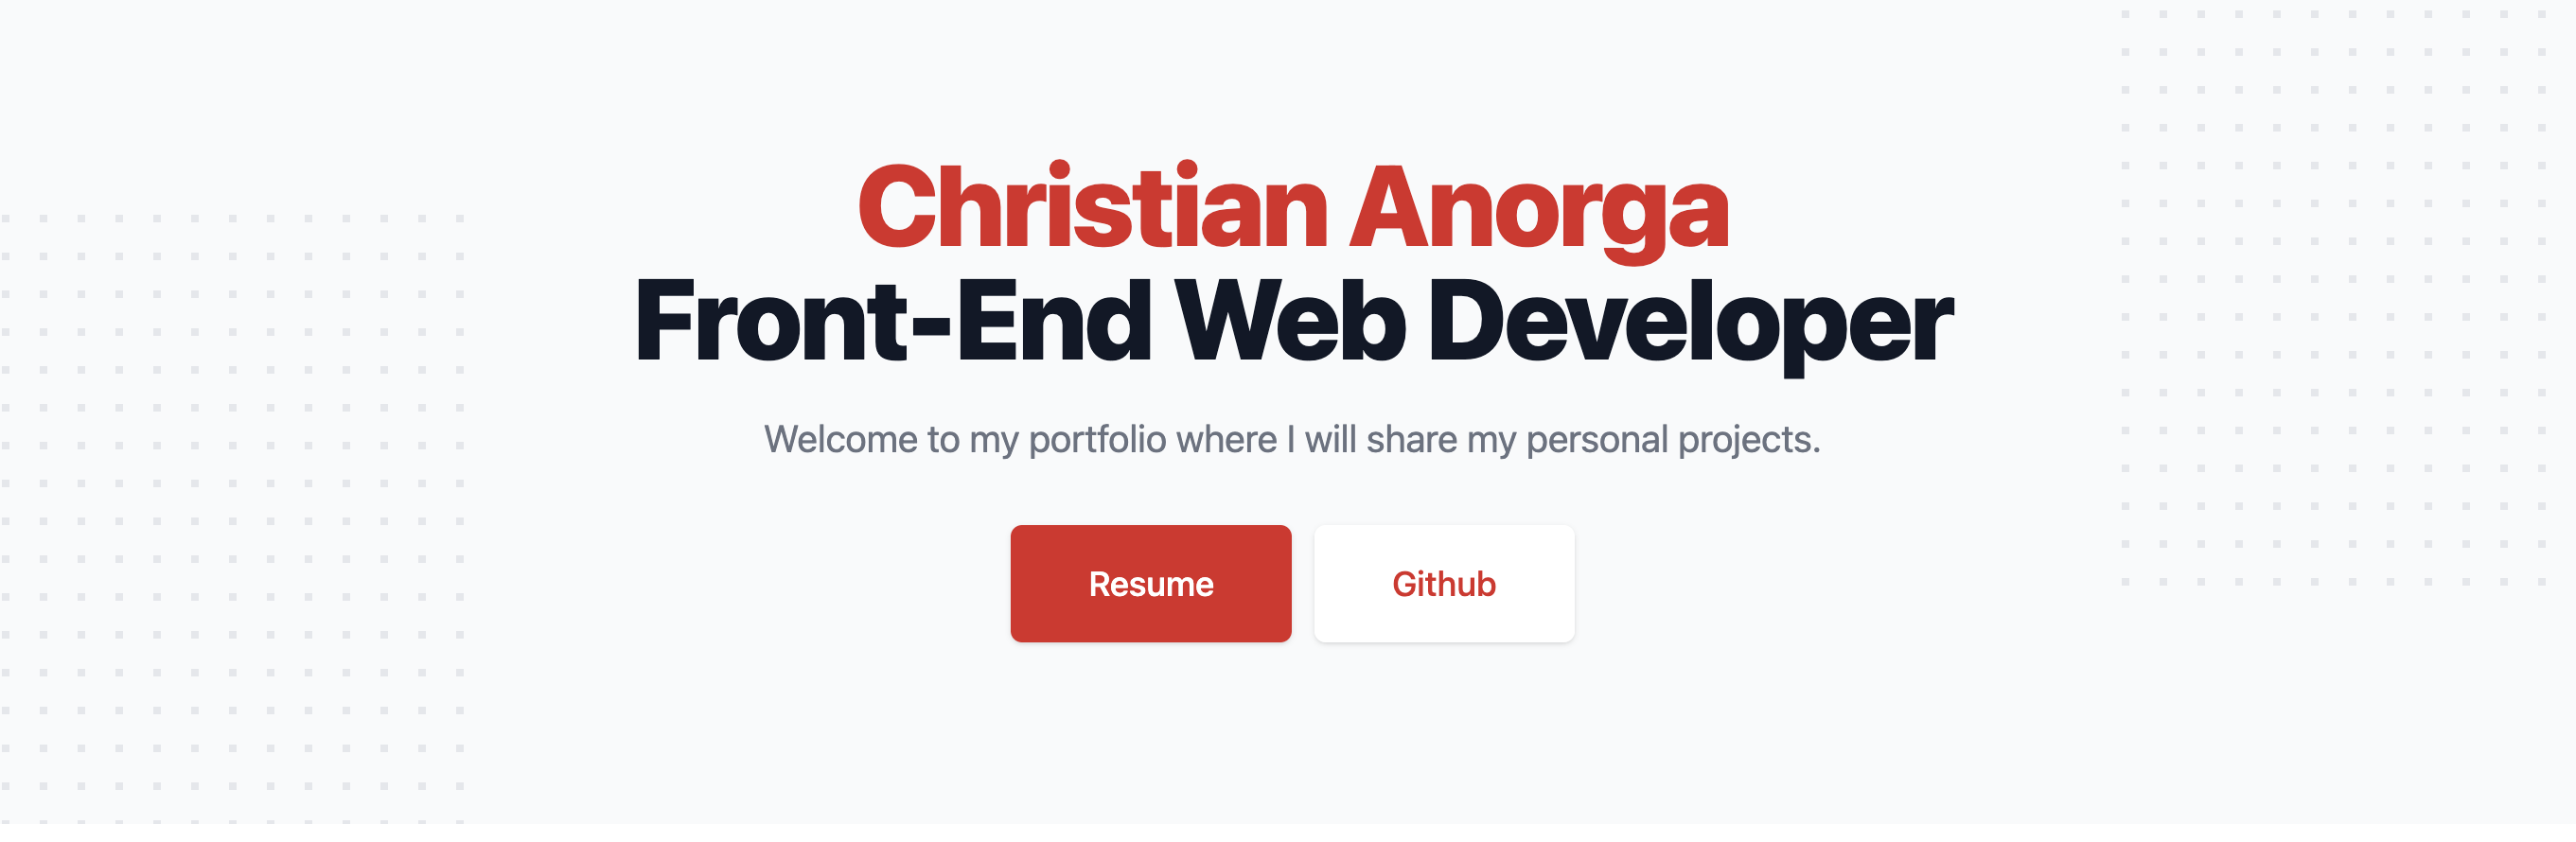 Christian Anorga
Front-End Web Developer
Welcome to my portfolio where I will share my personal projects.
Resume
Github